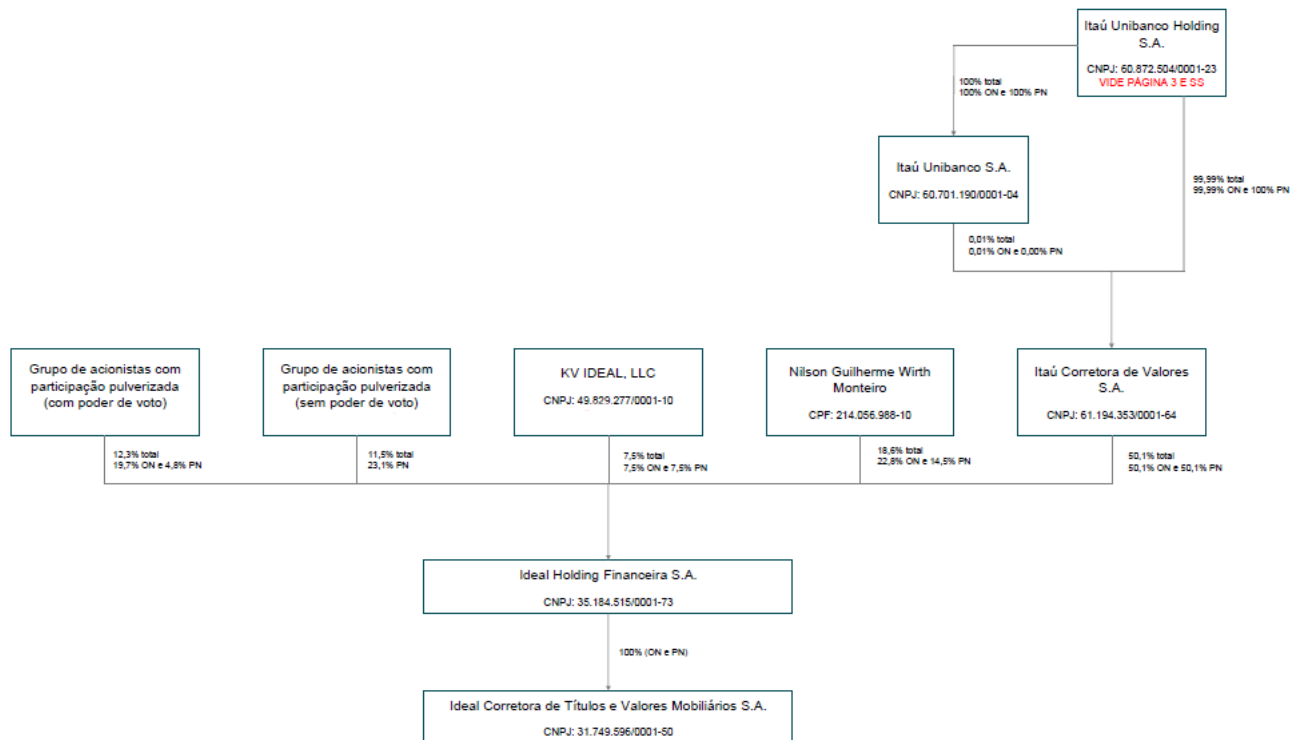 Itaú Unibanco Holding
S.A.
CNPJ: 60.872.504/0001-23
VIDE PÁGINA 3 E SS
100% total
100% ON e 100% PN
Itaú Unibanco S.A.
CNPJ: 60.701.190/0001-04
99,99% total
99,99% ON e 100% PN
0,01% total
0,01% ON e 0,00% PN
Grupo de acionistas com
participação pulverizada
(com poder de voto)
Grupo de acionistas com
participação pulverizada
(sem poder de voto)
KV IDEAL, LLC
CNPJ: 49.829.277/0001-10
Nilson Guilherme Wirth
Monteiro
CPF: 214.056.988-10
Itaú Corretora de Valores
S.A.
CNPJ: 61.194.353/0001-64
12,3% total
19,7% ON e 4,8% PN
11,5% total
23,1% PN
7,5% total
7,5% ON e 7,5% PN
18,6% total
22,8% ON e 14,5% PN
50,1% total
50,1% ON e 50,1% PN
Ideal Holding Financeira S.A.
CNPJ: 35.184.515/0001-73
100% (ON e PN)
Ideal Corretora de Títulos e Valores Mobiliários S.A.
CNPJ: 31.749.596/0001-50